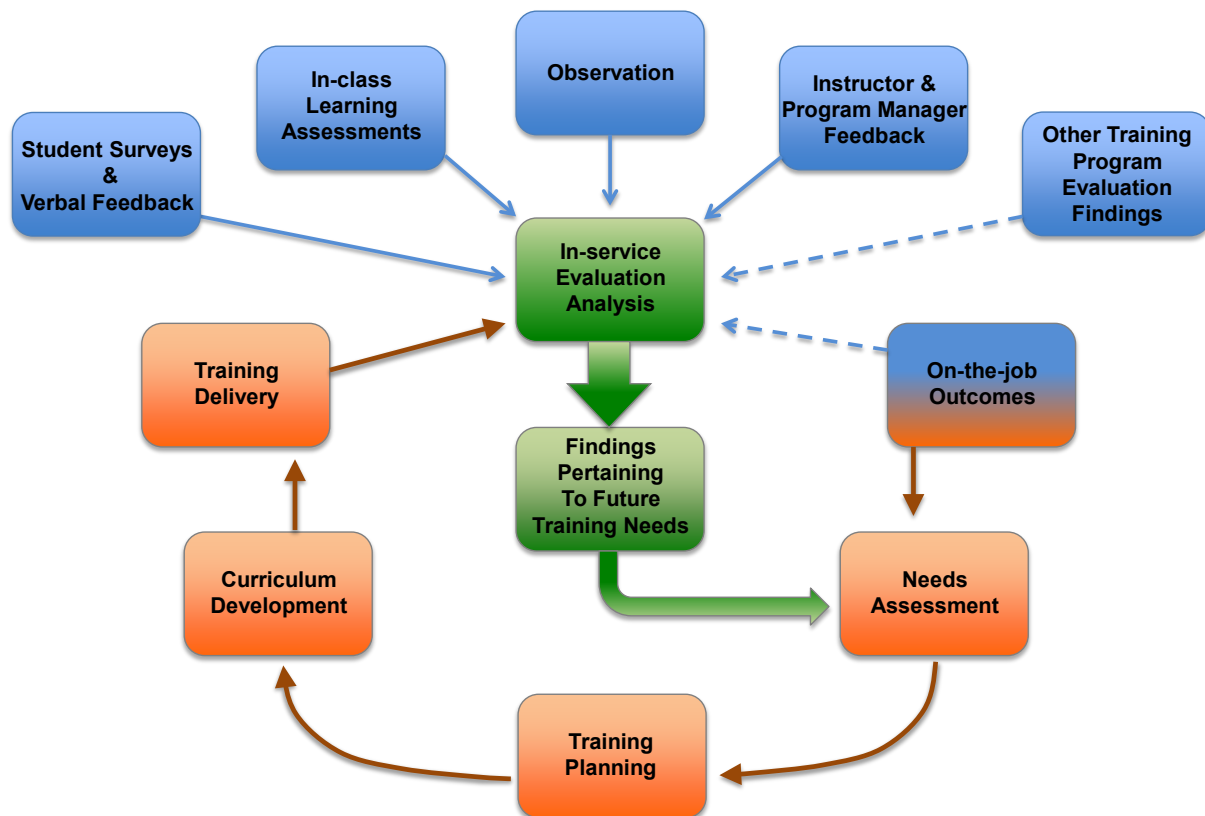 Observation
In-class
Learning
Assessments
Instructor &
Program Manager
Feedback
Student Surveys
&
Verbal Feedback
Other Training
Program
Evaluation
Findings
In-service
Evaluation
Analysis
Training
Delivery
On-the-job
Outcomes
Findings
Pertaining
To Future
Training Needs
Curriculum
Development
Needs
Assessment
Training
Planning